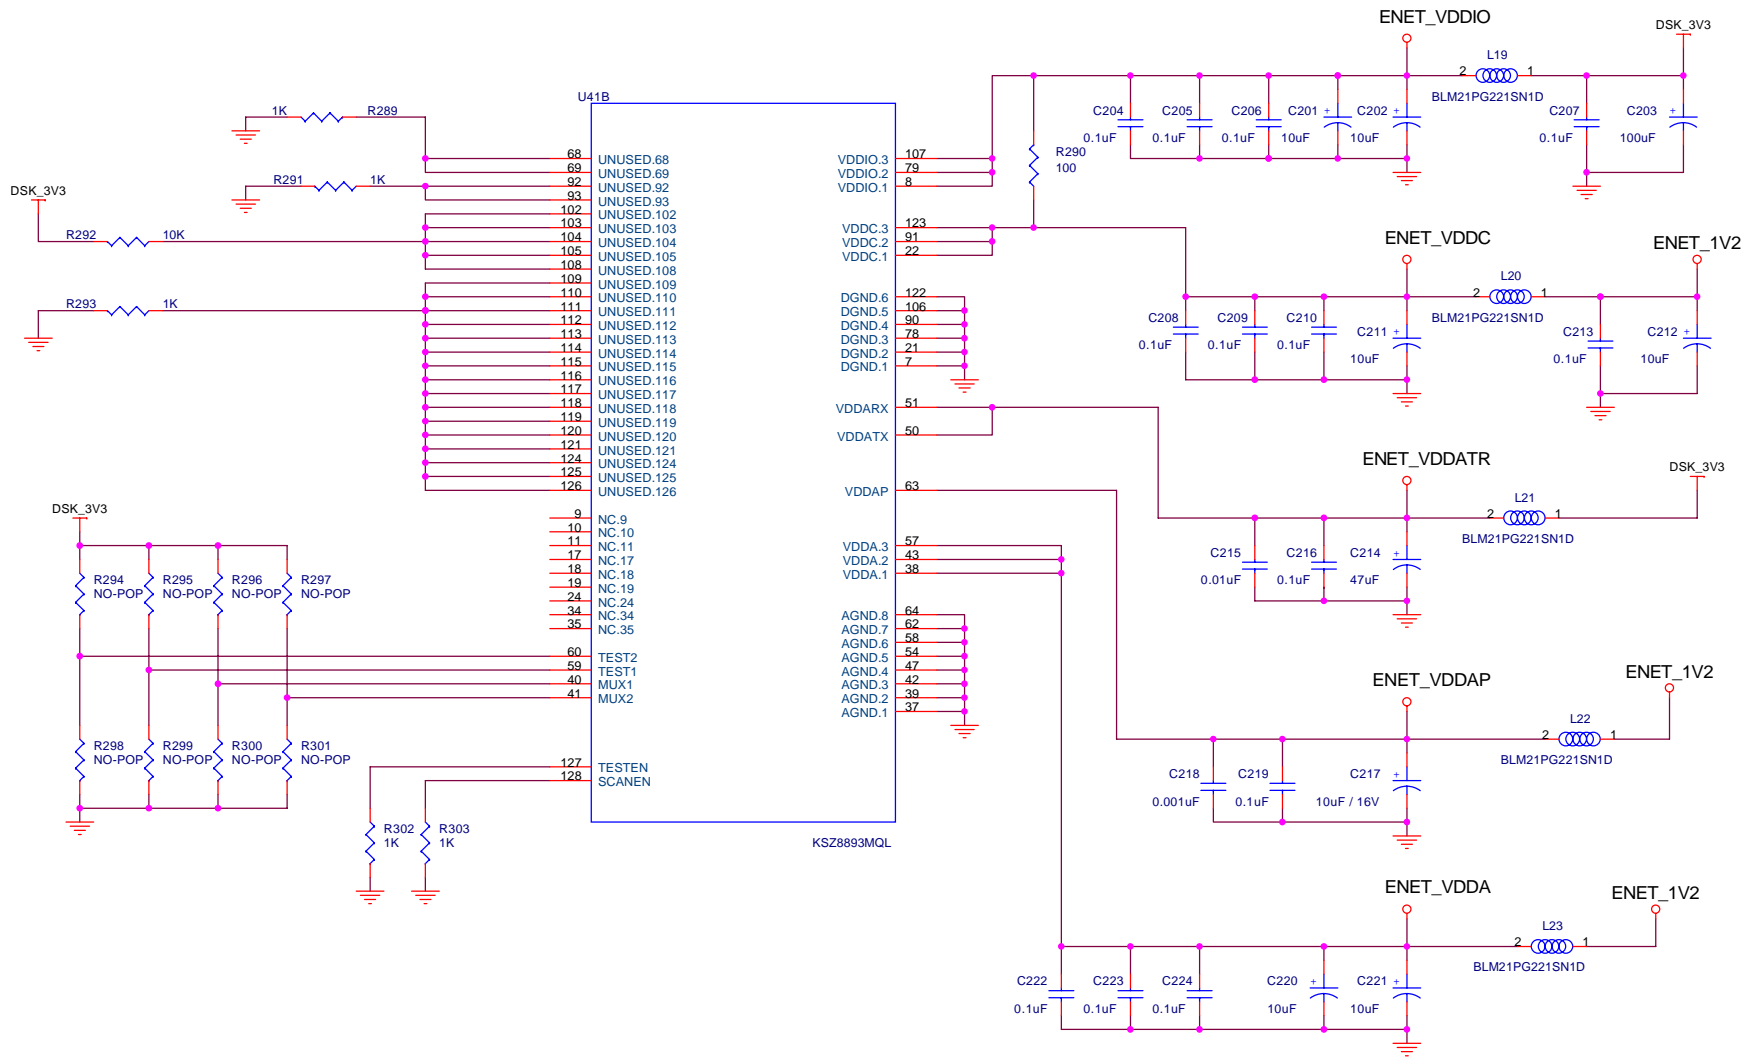 ENET_VDDIO
DSK_3V3
L19
2 1
BLM21PG221SN1D
C204 0.1uF
C205 0.1uF
C206 0.1uF
C201 + 10uF
C202 + 10uF
C207 0.1uF
C203 + 100uF
U41B
1K R289
R291 1K
DSK_3V3
R292 10K
R293 1K
68 UNUSED.68
69 UNUSED.69
92 UNUSED.92
93 UNUSED.93
102 UNUSED.102
103 UNUSED.103
104 UNUSED.104
105 UNUSED.105
108 UNUSED.108
109 UNUSED.109
110 UNUSED.110
111 UNUSED.111
112 UNUSED.112
113 UNUSED.113
114 UNUSED.114
115 UNUSED.115
116 UNUSED.116
117 UNUSED.117
118 UNUSED.118
119 UNUSED.119
120 UNUSED.120
121 UNUSED.121
124 UNUSED.124
125 UNUSED.125
126 UNUSED.126
9 NC.9
10 NC.10
11 NC.11
17 NC.17
18 NC.18
19 NC.19
24 NC.24
34 NC.34
35 NC.35
60 TEST2
59 TEST1
40 MUX1
41 MUX2
127 TESTEN
128 SCANEN
VDDIO.3 107
VDDIO.2 79
VDDIO.1 8
VDDC.3 123
VDDC.2 91
VDDC.1 22
DGND.6 122
DGND.5 106
DGND.4 90
DGND.3 78
DGND.2 21
DGND.1 7
VDDARX 51
VDDATX 50
VDDAP 63
VDDA.3 57
VDDA.2 43
VDDA.1 38
AGND.8 64
AGND.7 62
AGND.6 58
AGND.5 54
AGND.4 47
AGND.3 42
AGND.2 39
AGND.1 37
KSZ8893MQL
R290
100
DSK_3V3
R294 NO-POP
R295 NO-POP
R296 NO-POP
R297 NO-POP
R298 NO-POP
R299 NO-POP
R300 NO-POP
R301 NO-POP
R302 1K
R303 1K
ENET_VDDC
ENET_1V2
L20
2 1
BLM21PG221SN1D
C208 0.1uF
C209 0.1uF
C210 0.1uF
C211 + 10uF
C213 0.1uF
C212 + 10uF
ENET_VDDATR
DSK_3V3
L21
2 1
BLM21PG221SN1D
C215 0.01uF
C216 0.1uF
C214 + 47uF
ENET_VDDAP
ENET_1V2
L22
2 1
BLM21PG221SN1D
C218 0.001uF
C219 0.1uF
C217 + 10uF / 16V
ENET_VDDA
ENET_1V2
L23
2 1
BLM21PG221SN1D
C222 0.1uF
C223 0.1uF
C224 0.1uF
C220 + 10uF
C221 + 10uF